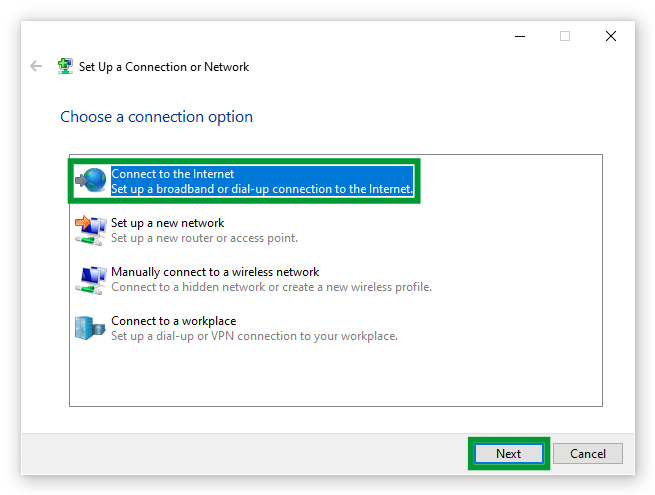 Set Up a Connection or Network
Choose a connection option
Connect to the Internet
Set up a broadband or dial-up connection to the Internet.
Set up a new network
Set up a new router or access point.
Manually connect to a wireless network
Connect to a hidden network or create a new wireless profile.
Connect to a workplace
Set up a dial-up or VPN connection to your workplace.
Next
Cancel